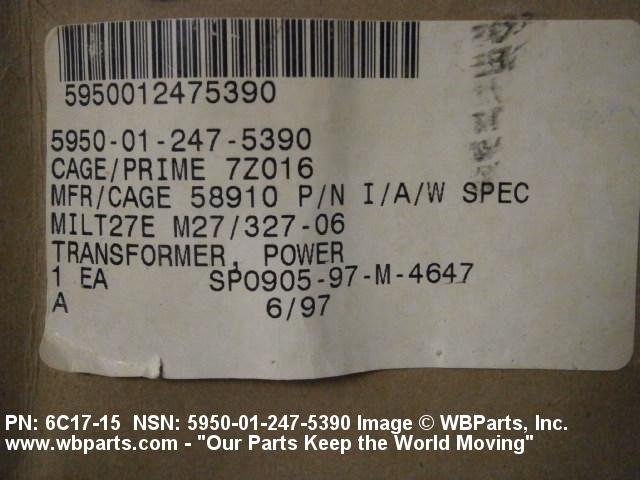 5950012475390
5950-01-247-5390
CAGE/PRIME 7Z016
MFR/CAGE 58910 P/N I/A/W SPEC
MILT27E M27/327-06
TRANSFORMER, POWER
1 EA SP0905-97-M-4647
A 6/97
PN: 6C17-15 NSN: 5950-01-247-5390 Image © WBParts, Inc.
www.wbparts.com - "Our Parts Keep the World Moving"